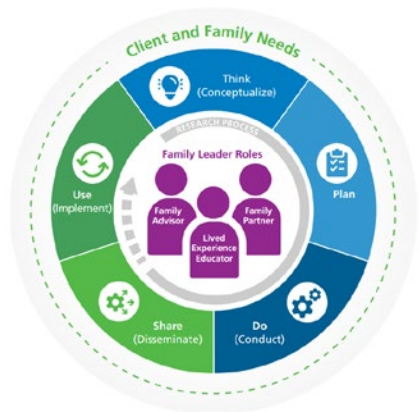 Client and Family Needs
Think
(Conceptualize)
RESEARCH PROCESS
Family Leader Roles
Plan
Use
(Implement)
Family
Advisor
Family
Partner
Lived
Experience
Educator
Share
(Disseminate)
Do
(Conduct)